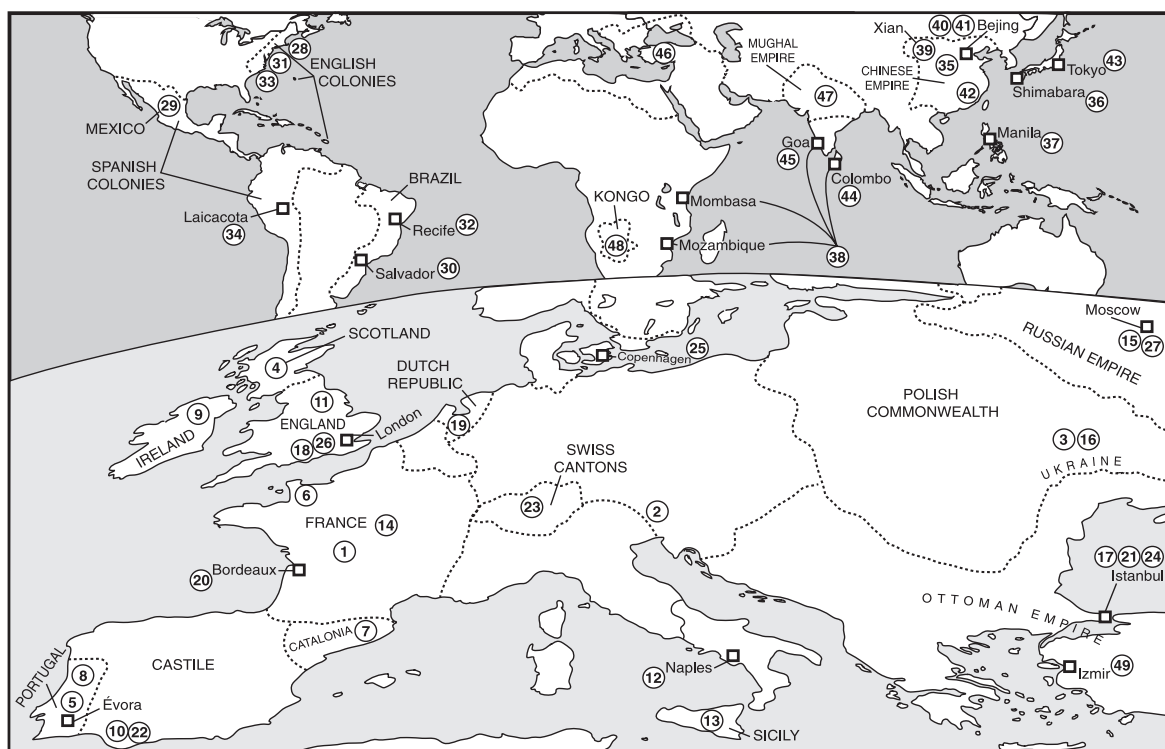 28
31
33
ENGLISH
COLONIES
29
MEXICO
SPANISH
COLONIES
Laicacota
34
BRAZIL
Recife 32
Salvador 30
46
MUGHAL
EMPIRE
47
Goa
45
Colombo
44
KONGO
48
Mombasa
Mozambique
38
40 41 Bejing
Xian
39
35
CHINESE
EMPIRE
42
43
Tokyo
Shimabara
36
Manila 37
SCOTLAND
4
9
IRELAND
11
ENGLAND
18 26
London
DUTCH
REPUBLIC
19
Copenhagen
25
Moscow
15 27
RUSSIAN EMPIRE
POLISH
COMMONWEALTH
3 16
UKRAINE
SWISS
CANTONS
23
2
6
FRANCE 14
1
Bordeaux
20
17 21 24
Istanbul
OTTOMAN EMPIRE
CATALONIA 7
CASTILE
PORTUGAL
8
5
Évora
10 22
Naples
12
13
SICILY
Izmir 49